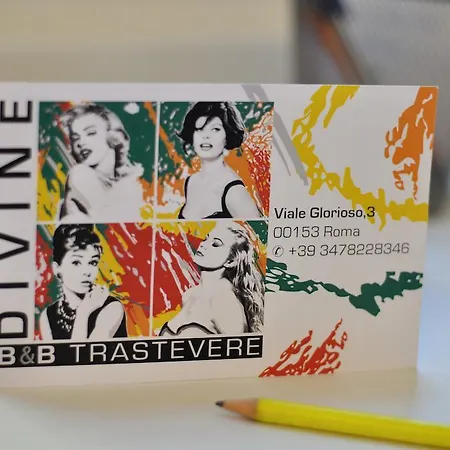 DIVINE
B&B TRASTEVERE
Viale Glorioso,3
00153 Roma
✆ +39 3478228346